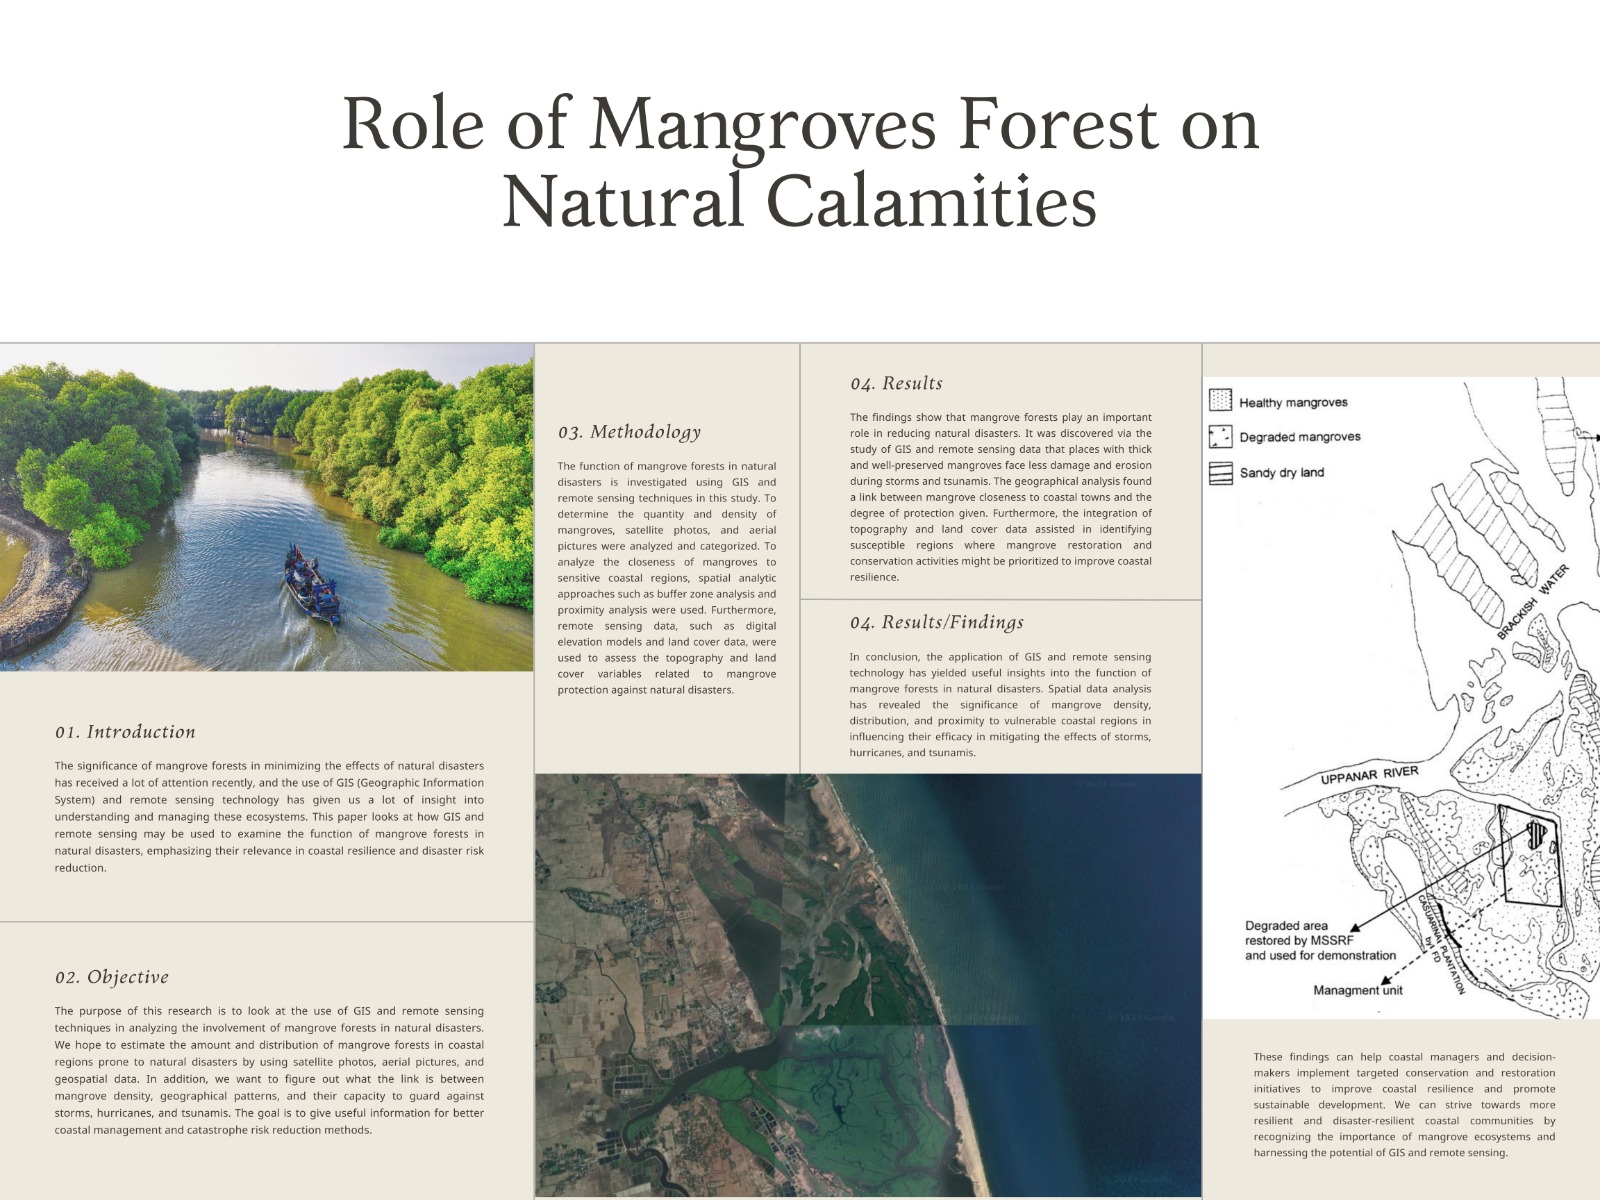 Role of Mangroves Forest on
Natural Calamities
01. Introduction
The significance of mangrove forests in minimizing the effects of natural disasters
has received a lot of attention recently, and the use of GIS (Geographic Information
System) and remote sensing technology has given us a lot of insight into
understanding and managing these ecosystems. This paper looks at how GIS and
remote sensing may be used to examine the function of mangrove forests in
natural disasters, emphasizing their relevance in coastal resilience and disaster risk
reduction.
02. Objective
The purpose of this research is to look at the use of GIS and remote sensing
techniques in analyzing the involvement of mangrove forests in natural disasters.
We hope to estimate the amount and distribution of mangrove forests in coastal
regions prone to natural disasters by using satellite photos, aerial pictures, and
geospatial data. In addition, we want to figure out what the link is between
mangrove density, geographical patterns, and their capacity to guard against
storms, hurricanes, and tsunamis. The goal is to give useful information for better
coastal management and catastrophe risk reduction methods.
03. Methodology
The function of mangrove forests in natural
disasters is investigated using GIS and
remote sensing techniques in this study. To
determine the quantity and density of
mangroves, satellite photos, and aerial
pictures were analyzed and categorized. To
analyze the closeness of mangroves to
sensitive coastal regions, spatial analytic
approaches such as buffer zone analysis and
proximity analysis were used. Furthermore,
remote sensing data, such as digital
elevation models and land cover data, were
used to assess the topography and land
cover variables related to mangrove
protection against natural disasters.
04. Results
The findings show that mangrove forests play an important
role in reducing natural disasters. It was discovered via the
study of GIS and remote sensing data that places with thick
and well-preserved mangroves face less damage and erosion
during storms and tsunamis. The geographical analysis found
a link between mangrove closeness to coastal towns and the
degree of protection given. Furthermore, the integration of
topography and land cover data assisted in identifying
susceptible regions where mangrove restoration and
conservation activities might be prioritized to improve coastal
resilience.
04. Results/Findings
In conclusion, the application of GIS and remote sensing
technology has yielded useful insights into the function of
mangrove forests in natural disasters. Spatial data analysis
has revealed the significance of mangrove density,
distribution, and proximity to vulnerable coastal regions in
influencing their efficacy in mitigating the effects of storms,
hurricanes, and tsunamis.
Healthy mangroves
Degraded mangroves
Sandy dry land
BRACKISH WATER
UPPANAR RIVER
Degraded area
restored by MSSRF
and used for demonstration
CASUARINA PLANTATION
by FD
Managment unit
These findings can help coastal managers and decision-
makers implement targeted conservation and restoration
initiatives to improve coastal resilience and promote
sustainable development. We can strive towards more
resilient and disaster-resilient coastal communities by
recognizing the importance of mangrove ecosystems and
harnessing the potential of GIS and remote sensing.